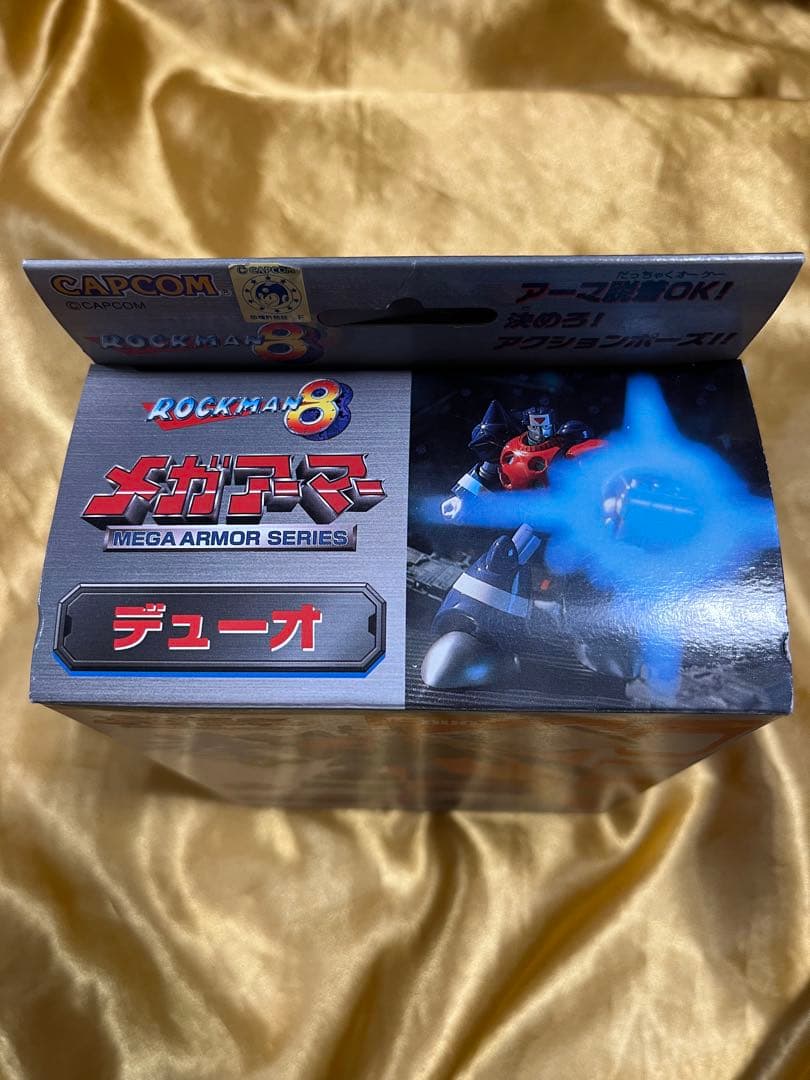 CAPCOM®
© CAPCOM
© CAPCOM
ROCKMAN 8
だっちゃくオーケー
アーマ脱着OK!
き
決めろ!
アクションポーズ!!
ROCKMAN 8
メガアーマー
MEGA ARMOR SERIES
デューオ